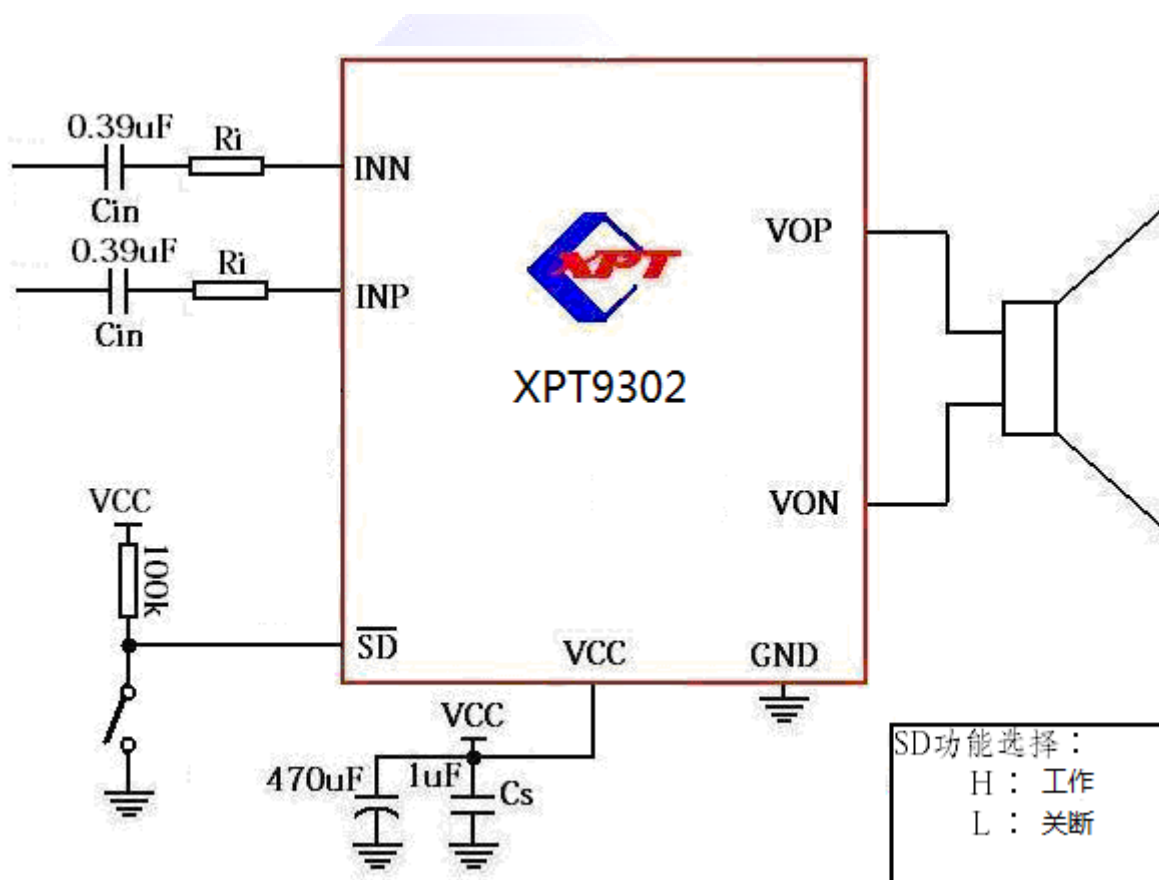 0.39uF
Ri
INN
Cin
0.39uF
Ri
INP
Cin
XPT
XPT9302
VOP
VON
VCC
100k
SD
VCC
GND
VCC
470uF
1uF
Cs
SD功能选择：
H： 工作
L： 关断